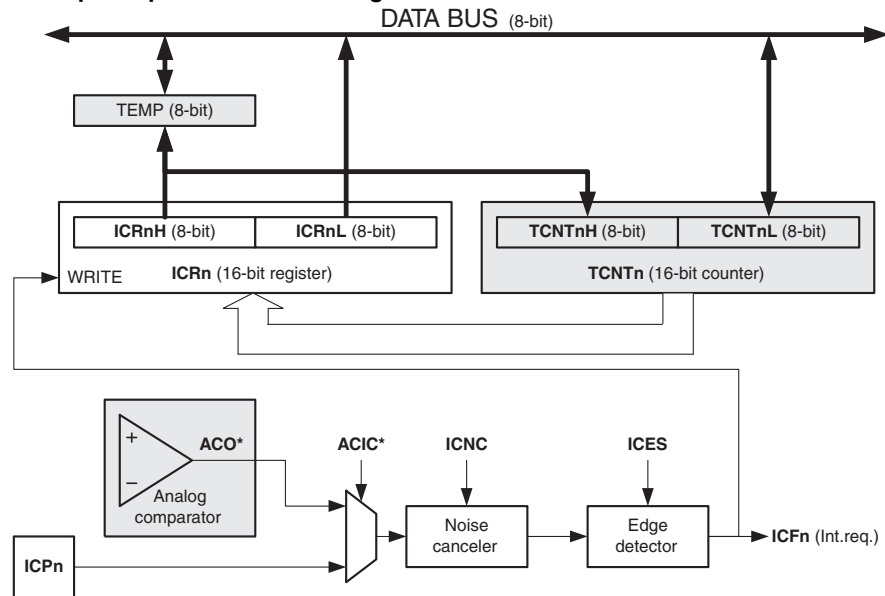 DATA BUS (8-bit)
TEMP (8-bit)
ICRnH (8-bit) ICRnL (8-bit) TCNTnH (8-bit) TCNTnL (8-bit)
WRITE ICRn (16-bit register) TCNTn (16-bit counter)
+
ACO* ACIC* ICNC ICES
−
Analog
comparator
Noise
canceler
Edge
detector
ICFn (Int.req.)
ICPn